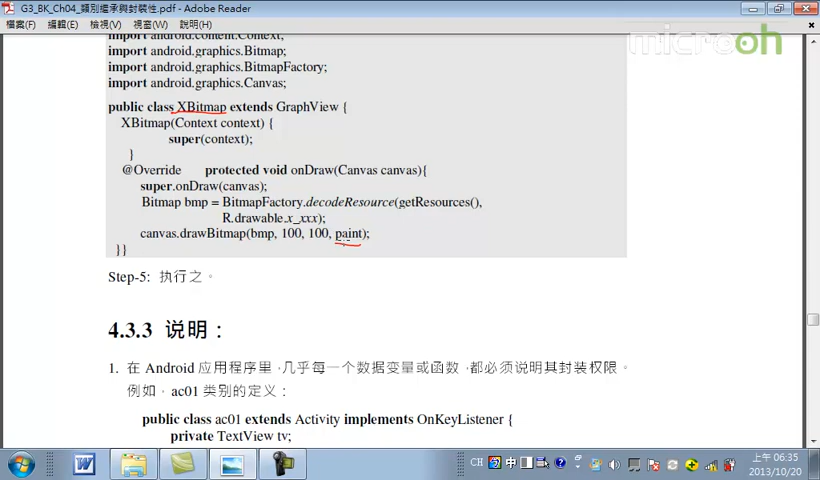 G3_BK_Ch04_類別繼承與封裝性.pdf - Adobe Reader
檔案(F) 編輯(E) 檢視(V) 視窗(W) 說明(H)
microoh
import android.content.Context;
import android.graphics.Bitmap;
import android.graphics.BitmapFactory;
import android.graphics.Canvas;
public class XBitmap extends GraphView {
XBitmap(Context context) {
super(context);
}
@Override protected void onDraw(Canvas canvas){
super.onDraw(canvas);
Bitmap bmp = BitmapFactory.decodeResource(getResources(),
R.drawable.x_xxx);
canvas.drawBitmap(bmp, 100, 100, paint);
}}
Step-5: 执行之。
4.3.3 说明：
1. 在 Android 应用程序里，几乎每一个数据变量或函数，都必须说明其封装权限。
例如，ac01 类别的定义：
public class ac01 extends Activity implements OnKeyListener {
private TextView tv;
CH 中 上午 06:35
2013/10/20